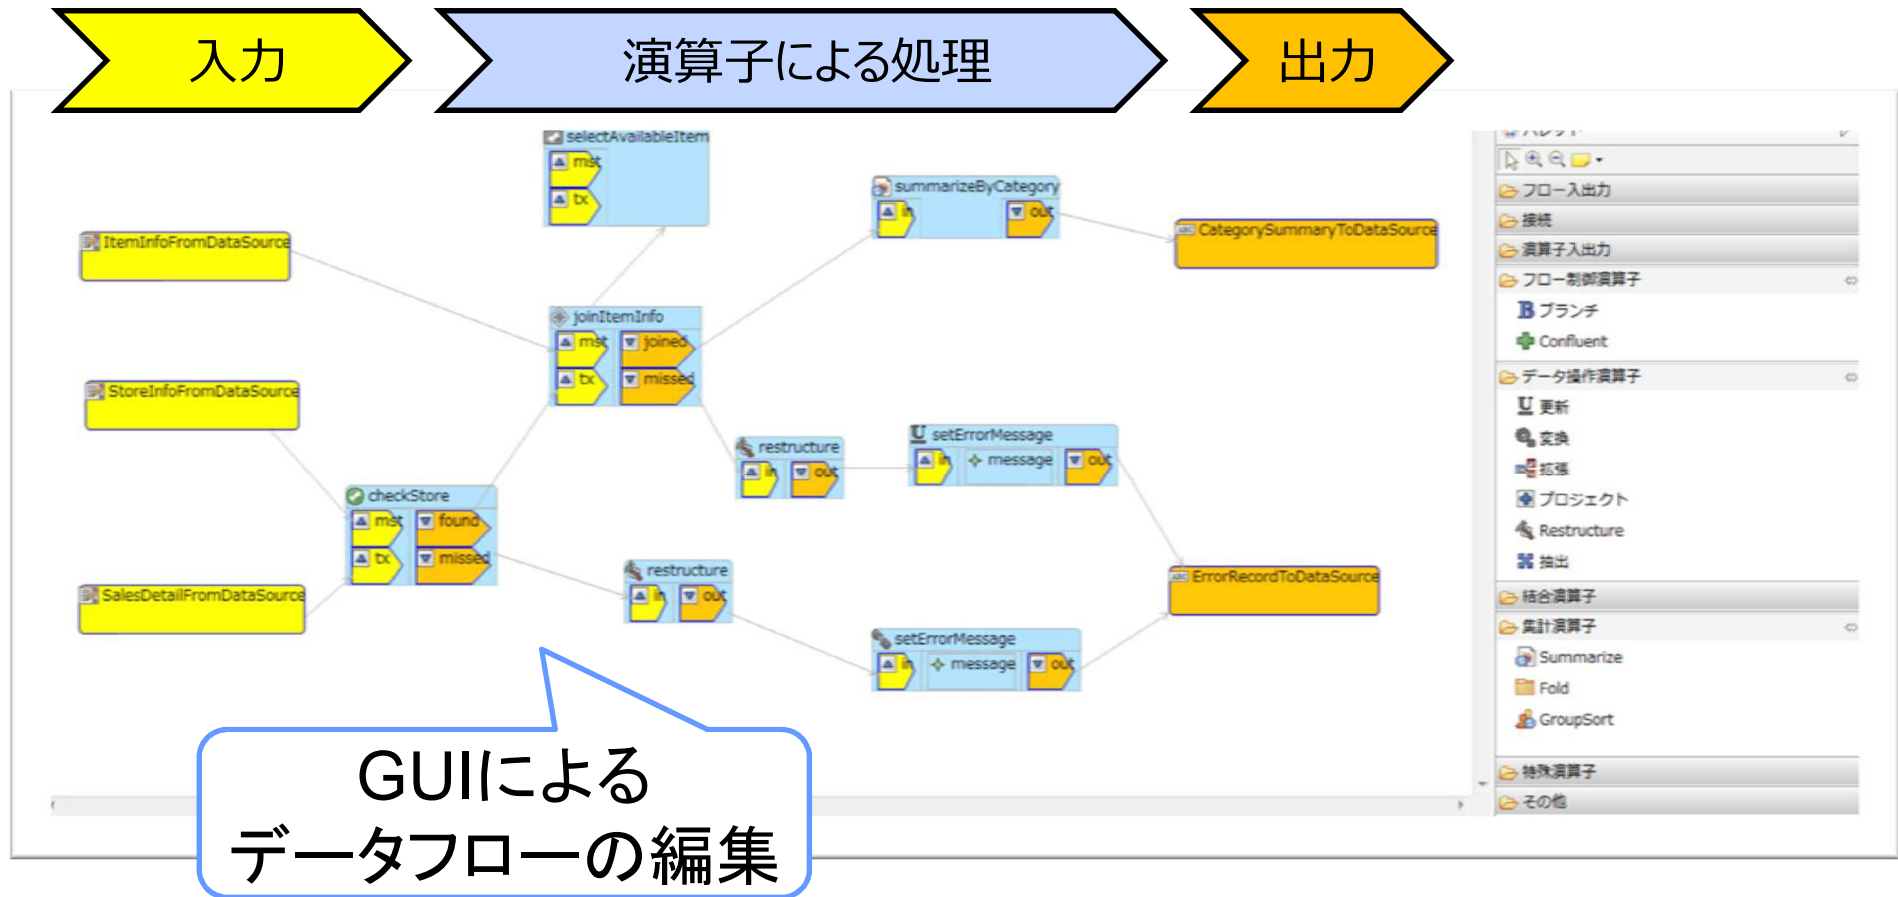 入力
演算子による処理
出力
selectAvailableItem
mst
tx
summarizeByCategory
in
out
ItemInfoFromDataSource
CategorySummaryToDataSource
joinItemInfo
mst
joined
tx
missed
StoreInfoFromDataSource
restructure
in
out
U setErrorMessage
in
message
out
checkStore
mst
found
tx
missed
restructure
in
out
ABC ErrorRecordToDataSource
SalesDetailFromDataSource
setErrorMessage
in
message
out
GUIによる
データフローの編集
パレット
フロー入出力
接続
演算子入出力
フロー制御演算子
B ブランチ
Confluent
データ操作演算子
U 更新
変換
拡張
プロジェクト
Restructure
抽出
結合演算子
集計演算子
Summarize
Fold
GroupSort
特殊演算子
その他